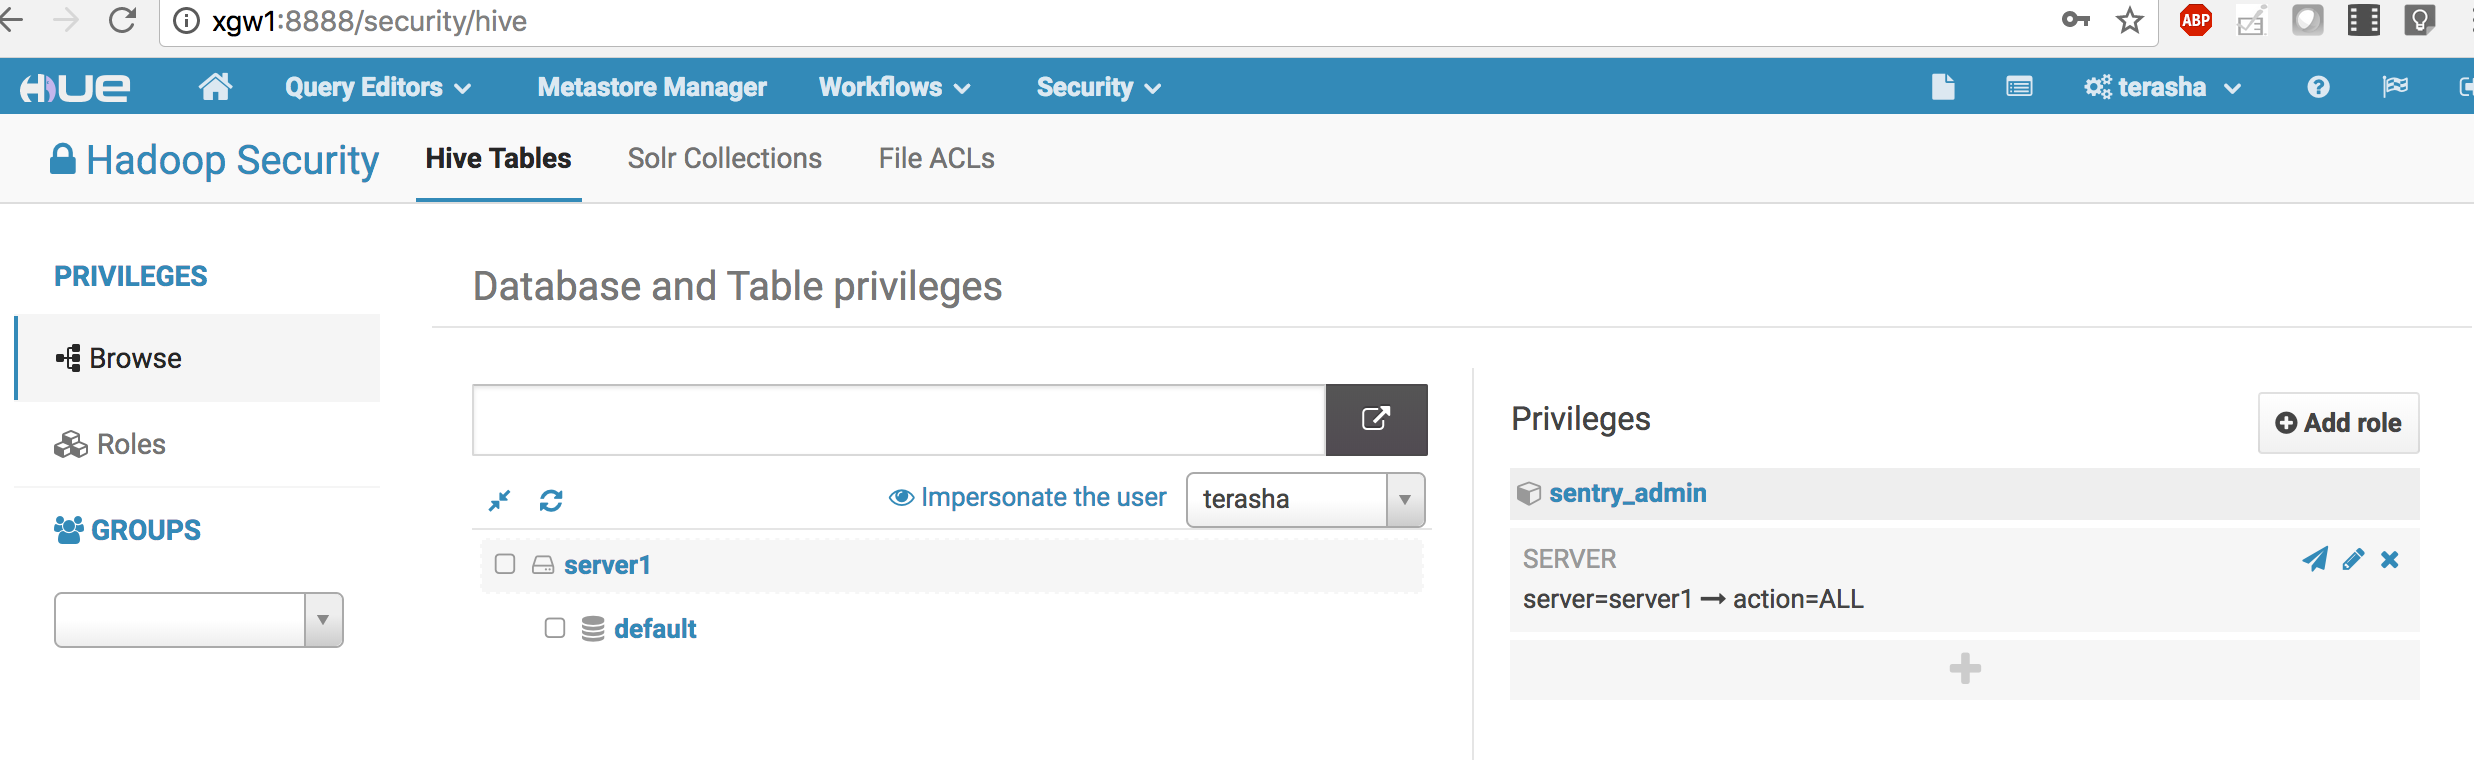 xgw1:8888/security/hive
ABP
HUE Query Editors Metastore Manager Workflows Security terasha
Hadoop Security Hive Tables Solr Collections File ACLs
PRIVILEGES
Browse
Roles
GROUPS
Database and Table privileges
Impersonate the user terasha
server1
default
Privileges
Add role
sentry_admin
SERVER
server=server1 ➞ action=ALL